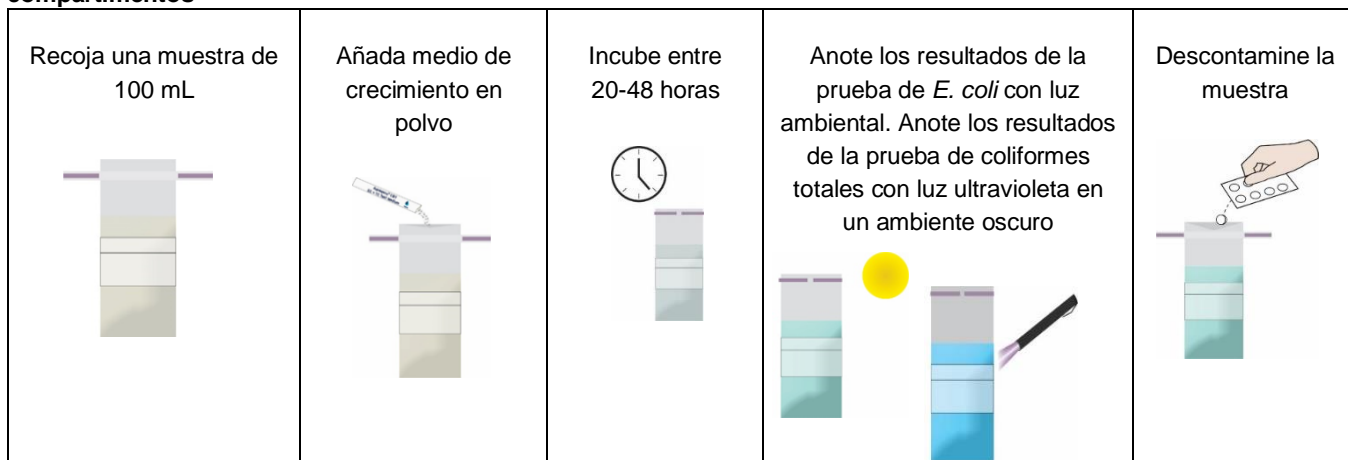 compartimentos
Recoja una muestra de
100 mL
Añada medio de
crecimiento en
polvo
Incube entre
20-48 horas
Anote los resultados de la
prueba de E. coli con luz
ambiental. Anote los resultados
de la prueba de coliformes
totales con luz ultravioleta en
un ambiente oscuro
Descontamine la
muestra